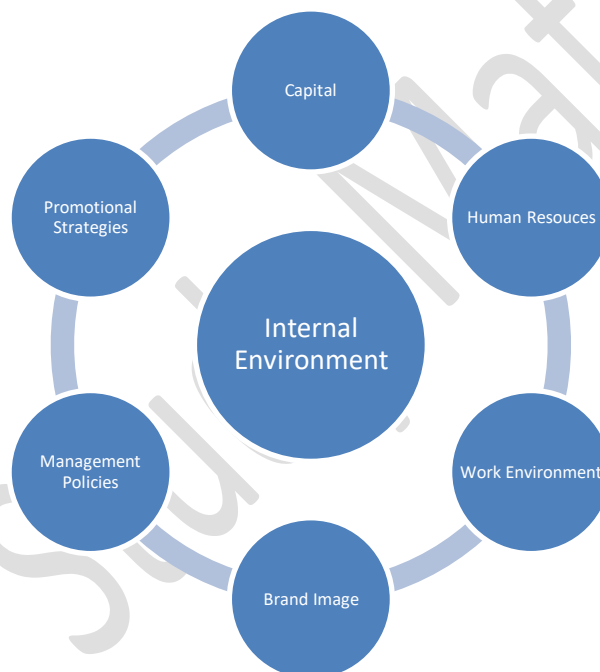 Capital
Human Resouces
Work Environment
Brand Image
Management
Policies
Promotional
Strategies
Internal
Environment